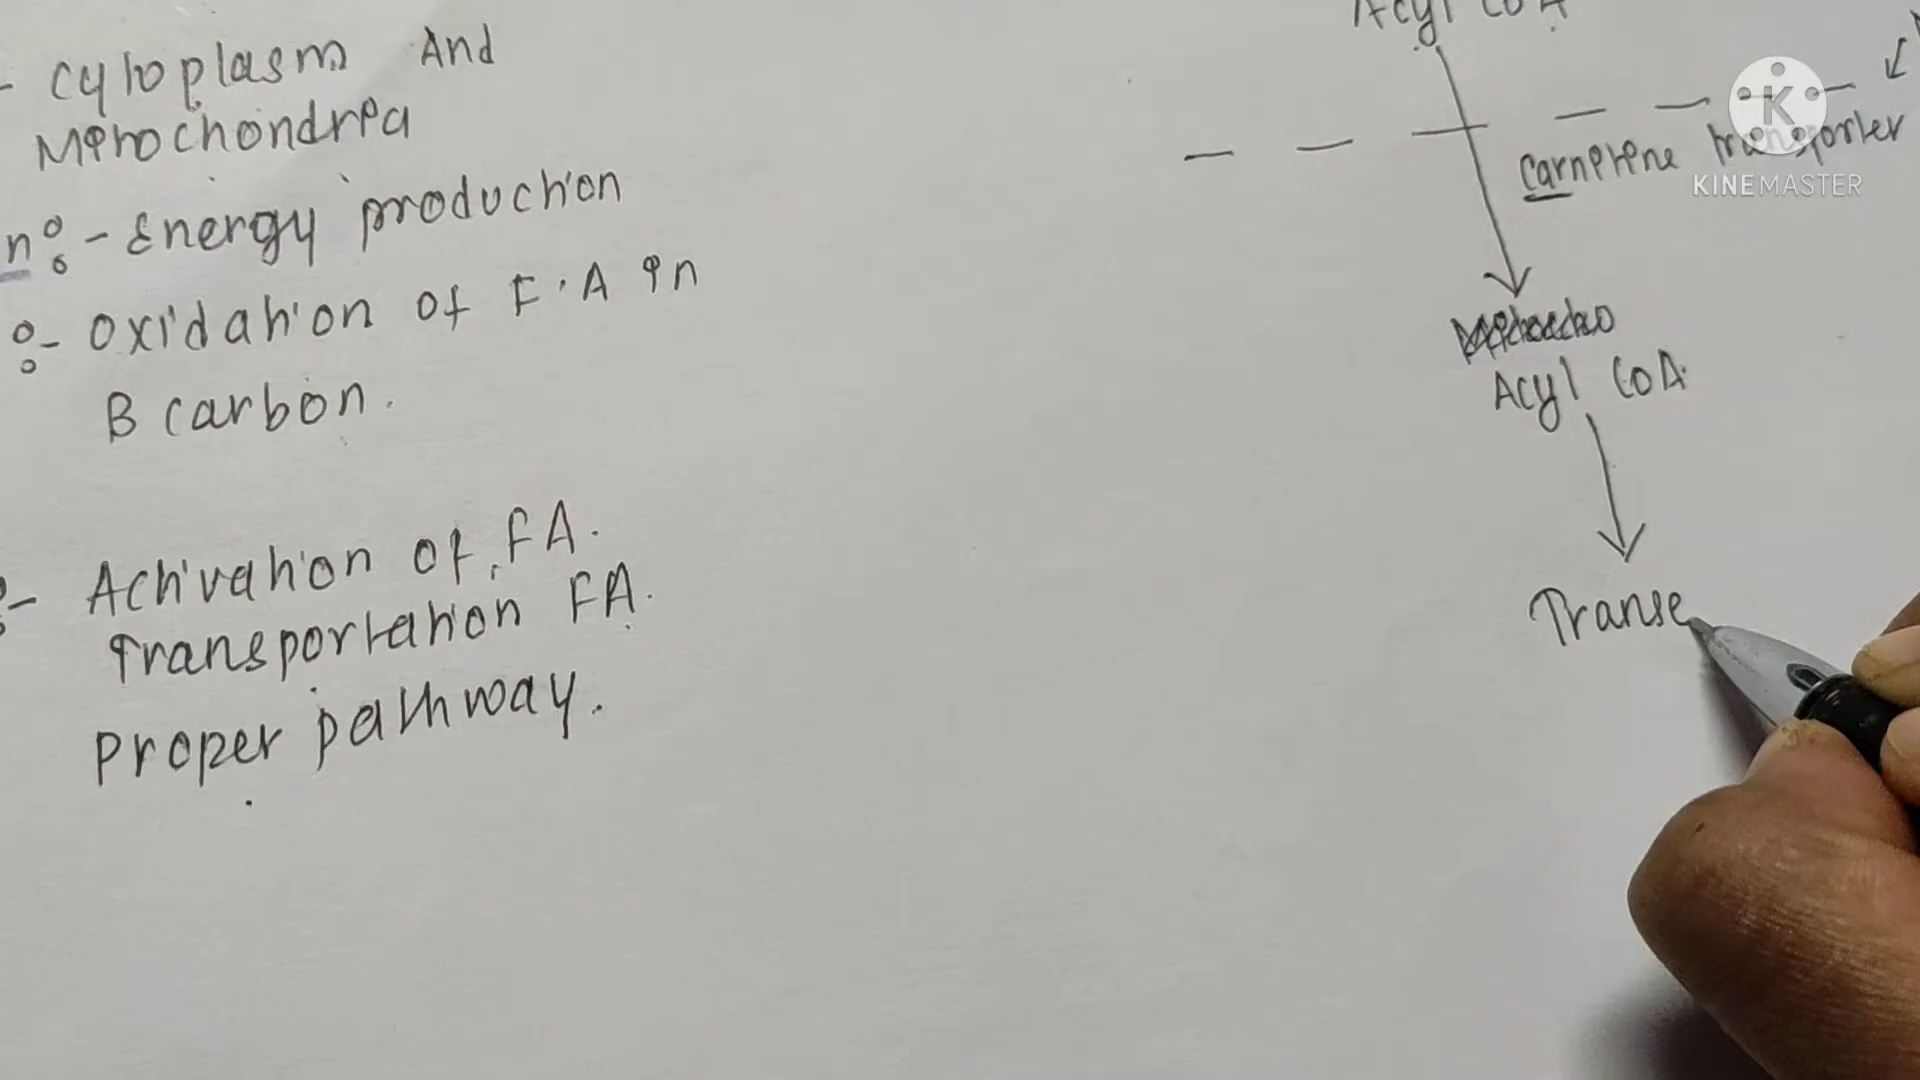 - Cytoplasm And
Mitochondria
n:- Energy production
:- Oxidation of F.A in
B carbon.
:- Activation of FA.
Transportation FA.
Proper pathway.
Acyl CoA
Carnitine transporter
Acyl CoA
Transe
KINEMASTER